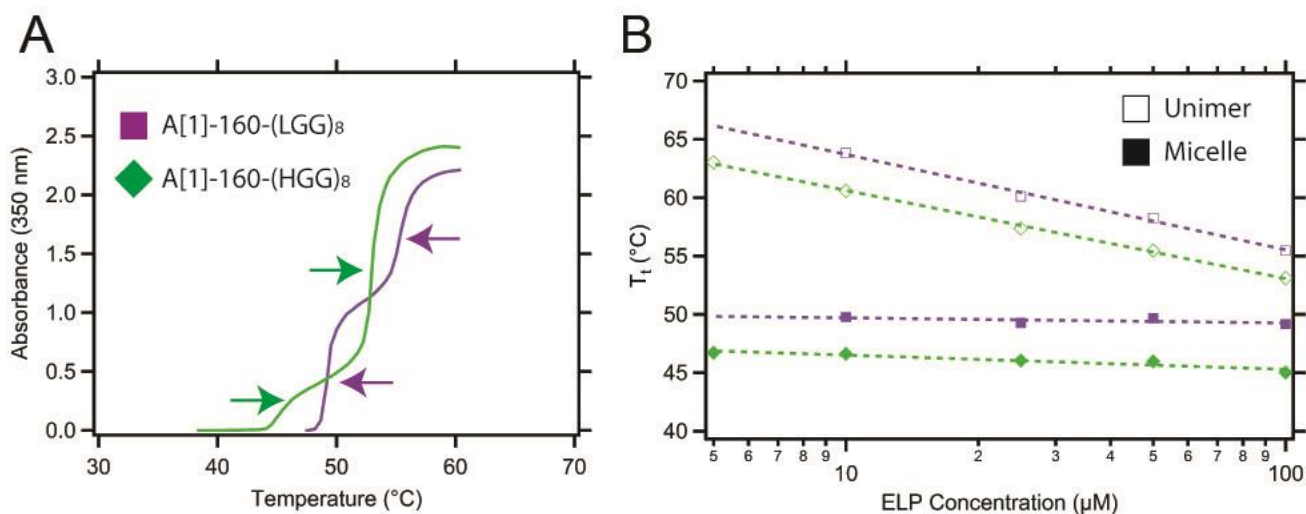 A
3.0
2.5
2.0
1.5
1.0
0.5
0.0
Absorbance (350 nm)
A[1]-160-(LGG)₈
A[1]-160-(HGG)₈
30 40 50 60 70
Temperature (°C)
B
70
65
60
55
50
45
40
Tₜ (°C)
Unimer
Micelle
5 6 7 8 9 10 2 3 4 5 6 7 8 9 100
ELP Concentration (µM)